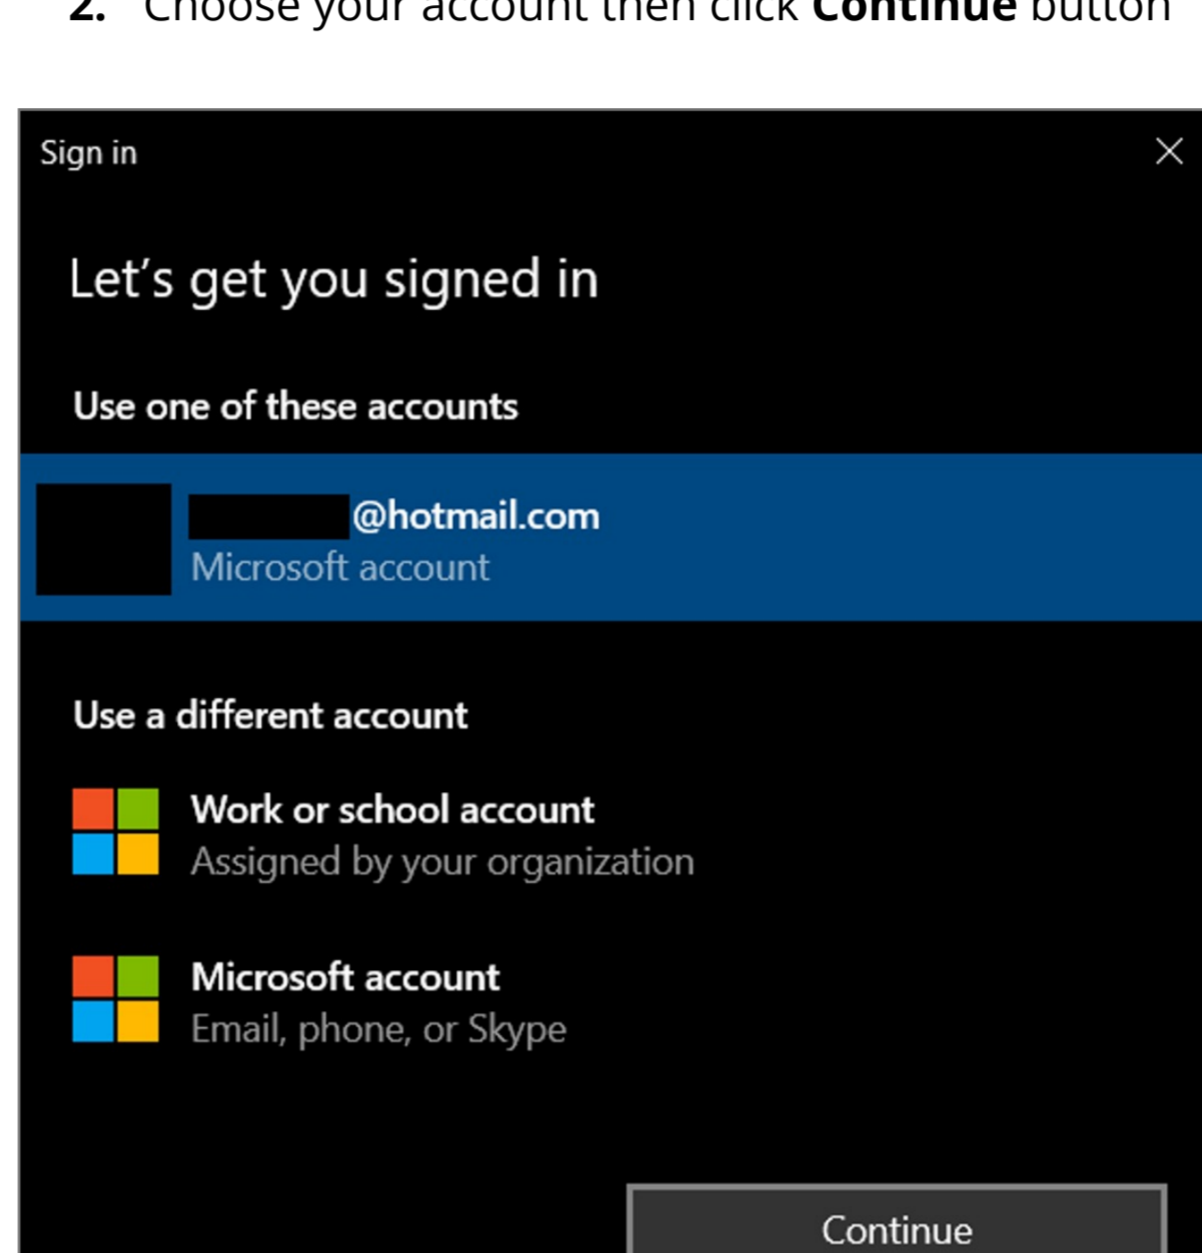 2. Choose your account then click Continue button
Sign in
Let's get you signed in
Use one of these accounts
@hotmail.com
Microsoft account
Use a different account
Work or school account
Assigned by your organization
Microsoft account
Email, phone, or Skype
Continue